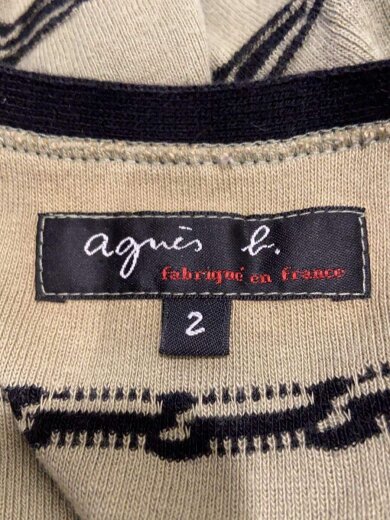 agnès b.
fabriqué en france
2